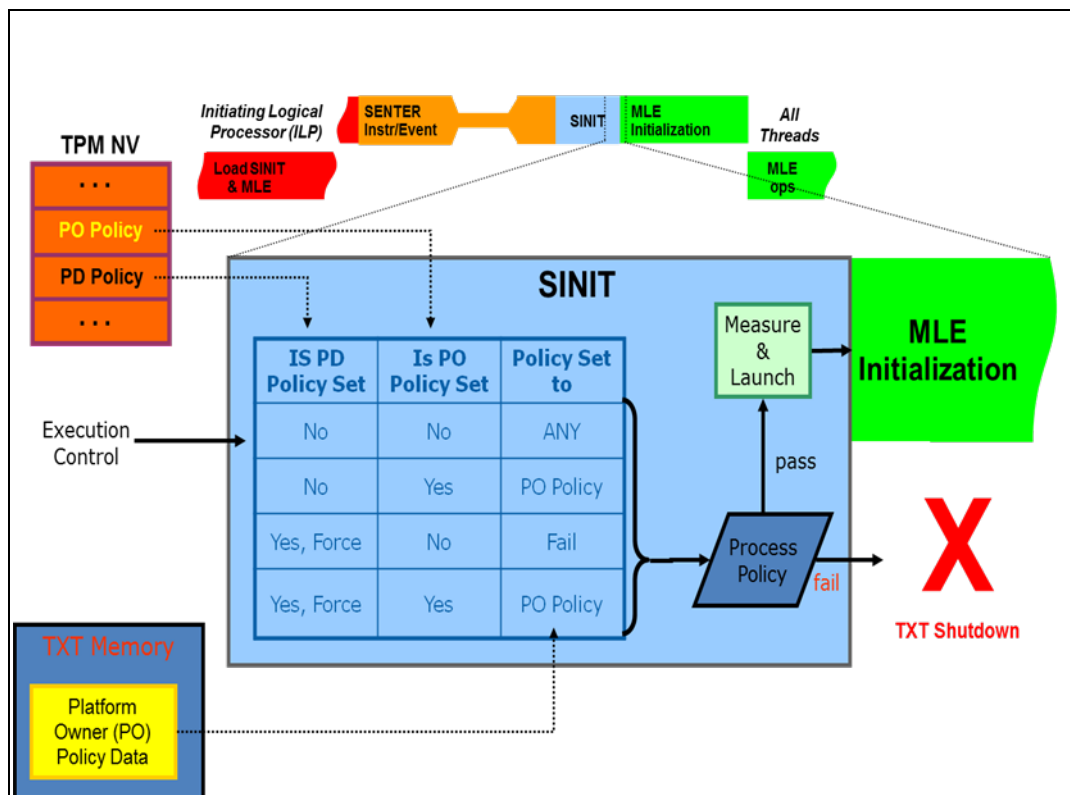 Initiating Logical
Processor (ILP)
SENTER
Instr/Event
SINIT
MLE
Initialization
All
Threads
Load SINIT
& MLE
MLE
ops
TPM NV
. . .
PO Policy
PD Policy
. . .
SINIT
IS PD
Policy Set
Is PO
Policy Set
Policy Set
to
No
No
ANY
No
Yes
PO Policy
Yes, Force
No
Fail
Yes, Force
Yes
PO Policy
Execution
Control
Measure
&
Launch
MLE
Initialization
pass
Process
Policy
fail
X
TXT Shutdown
TXT Memory
Platform
Owner (PO)
Policy Data